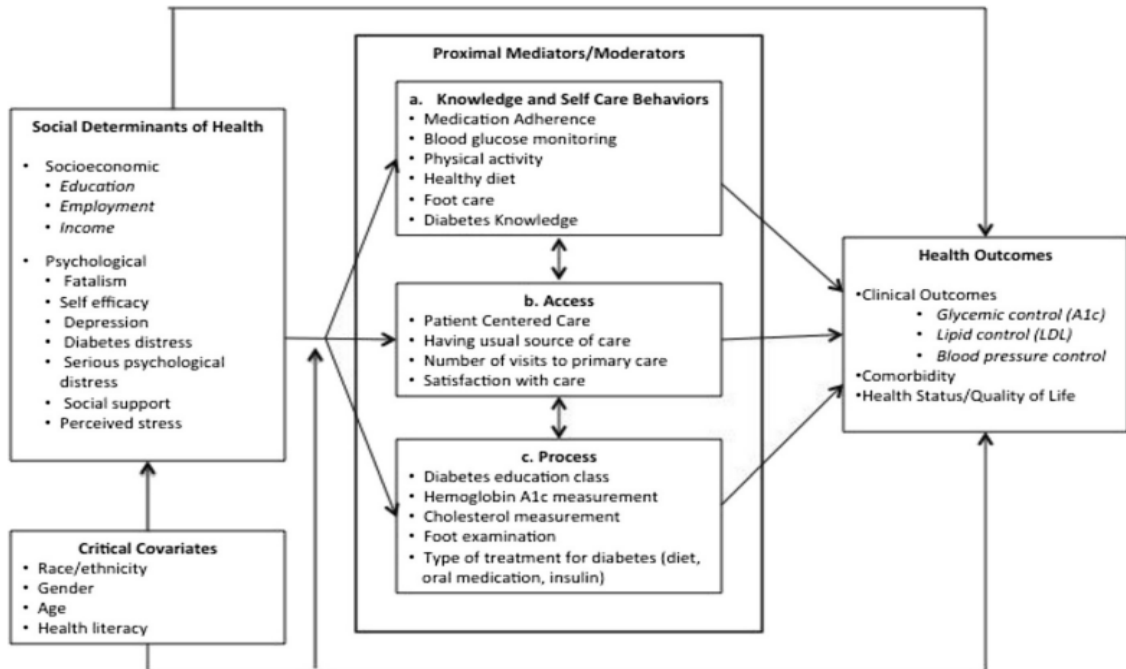 Proximal Mediators/Moderators
Social Determinants of Health
• Socioeconomic
• Education
• Employment
• Income
• Psychological
• Fatalism
• Self efficacy
• Depression
• Diabetes distress
• Serious psychological
distress
• Social support
• Perceived stress
Critical Covariates
• Race/ethnicity
• Gender
• Age
• Health literacy
a. Knowledge and Self Care Behaviors
• Medication Adherence
• Blood glucose monitoring
• Physical activity
• Healthy diet
• Foot care
• Diabetes Knowledge
b. Access
• Patient Centered Care
• Having usual source of care
• Number of visits to primary care
• Satisfaction with care
c. Process
• Diabetes education class
• Hemoglobin A1c measurement
• Cholesterol measurement
• Foot examination
• Type of treatment for diabetes (diet,
oral medication, insulin)
Health Outcomes
•Clinical Outcomes
• Glycemic control (A1c)
• Lipid control (LDL)
• Blood pressure control
•Comorbidity
•Health Status/Quality of Life